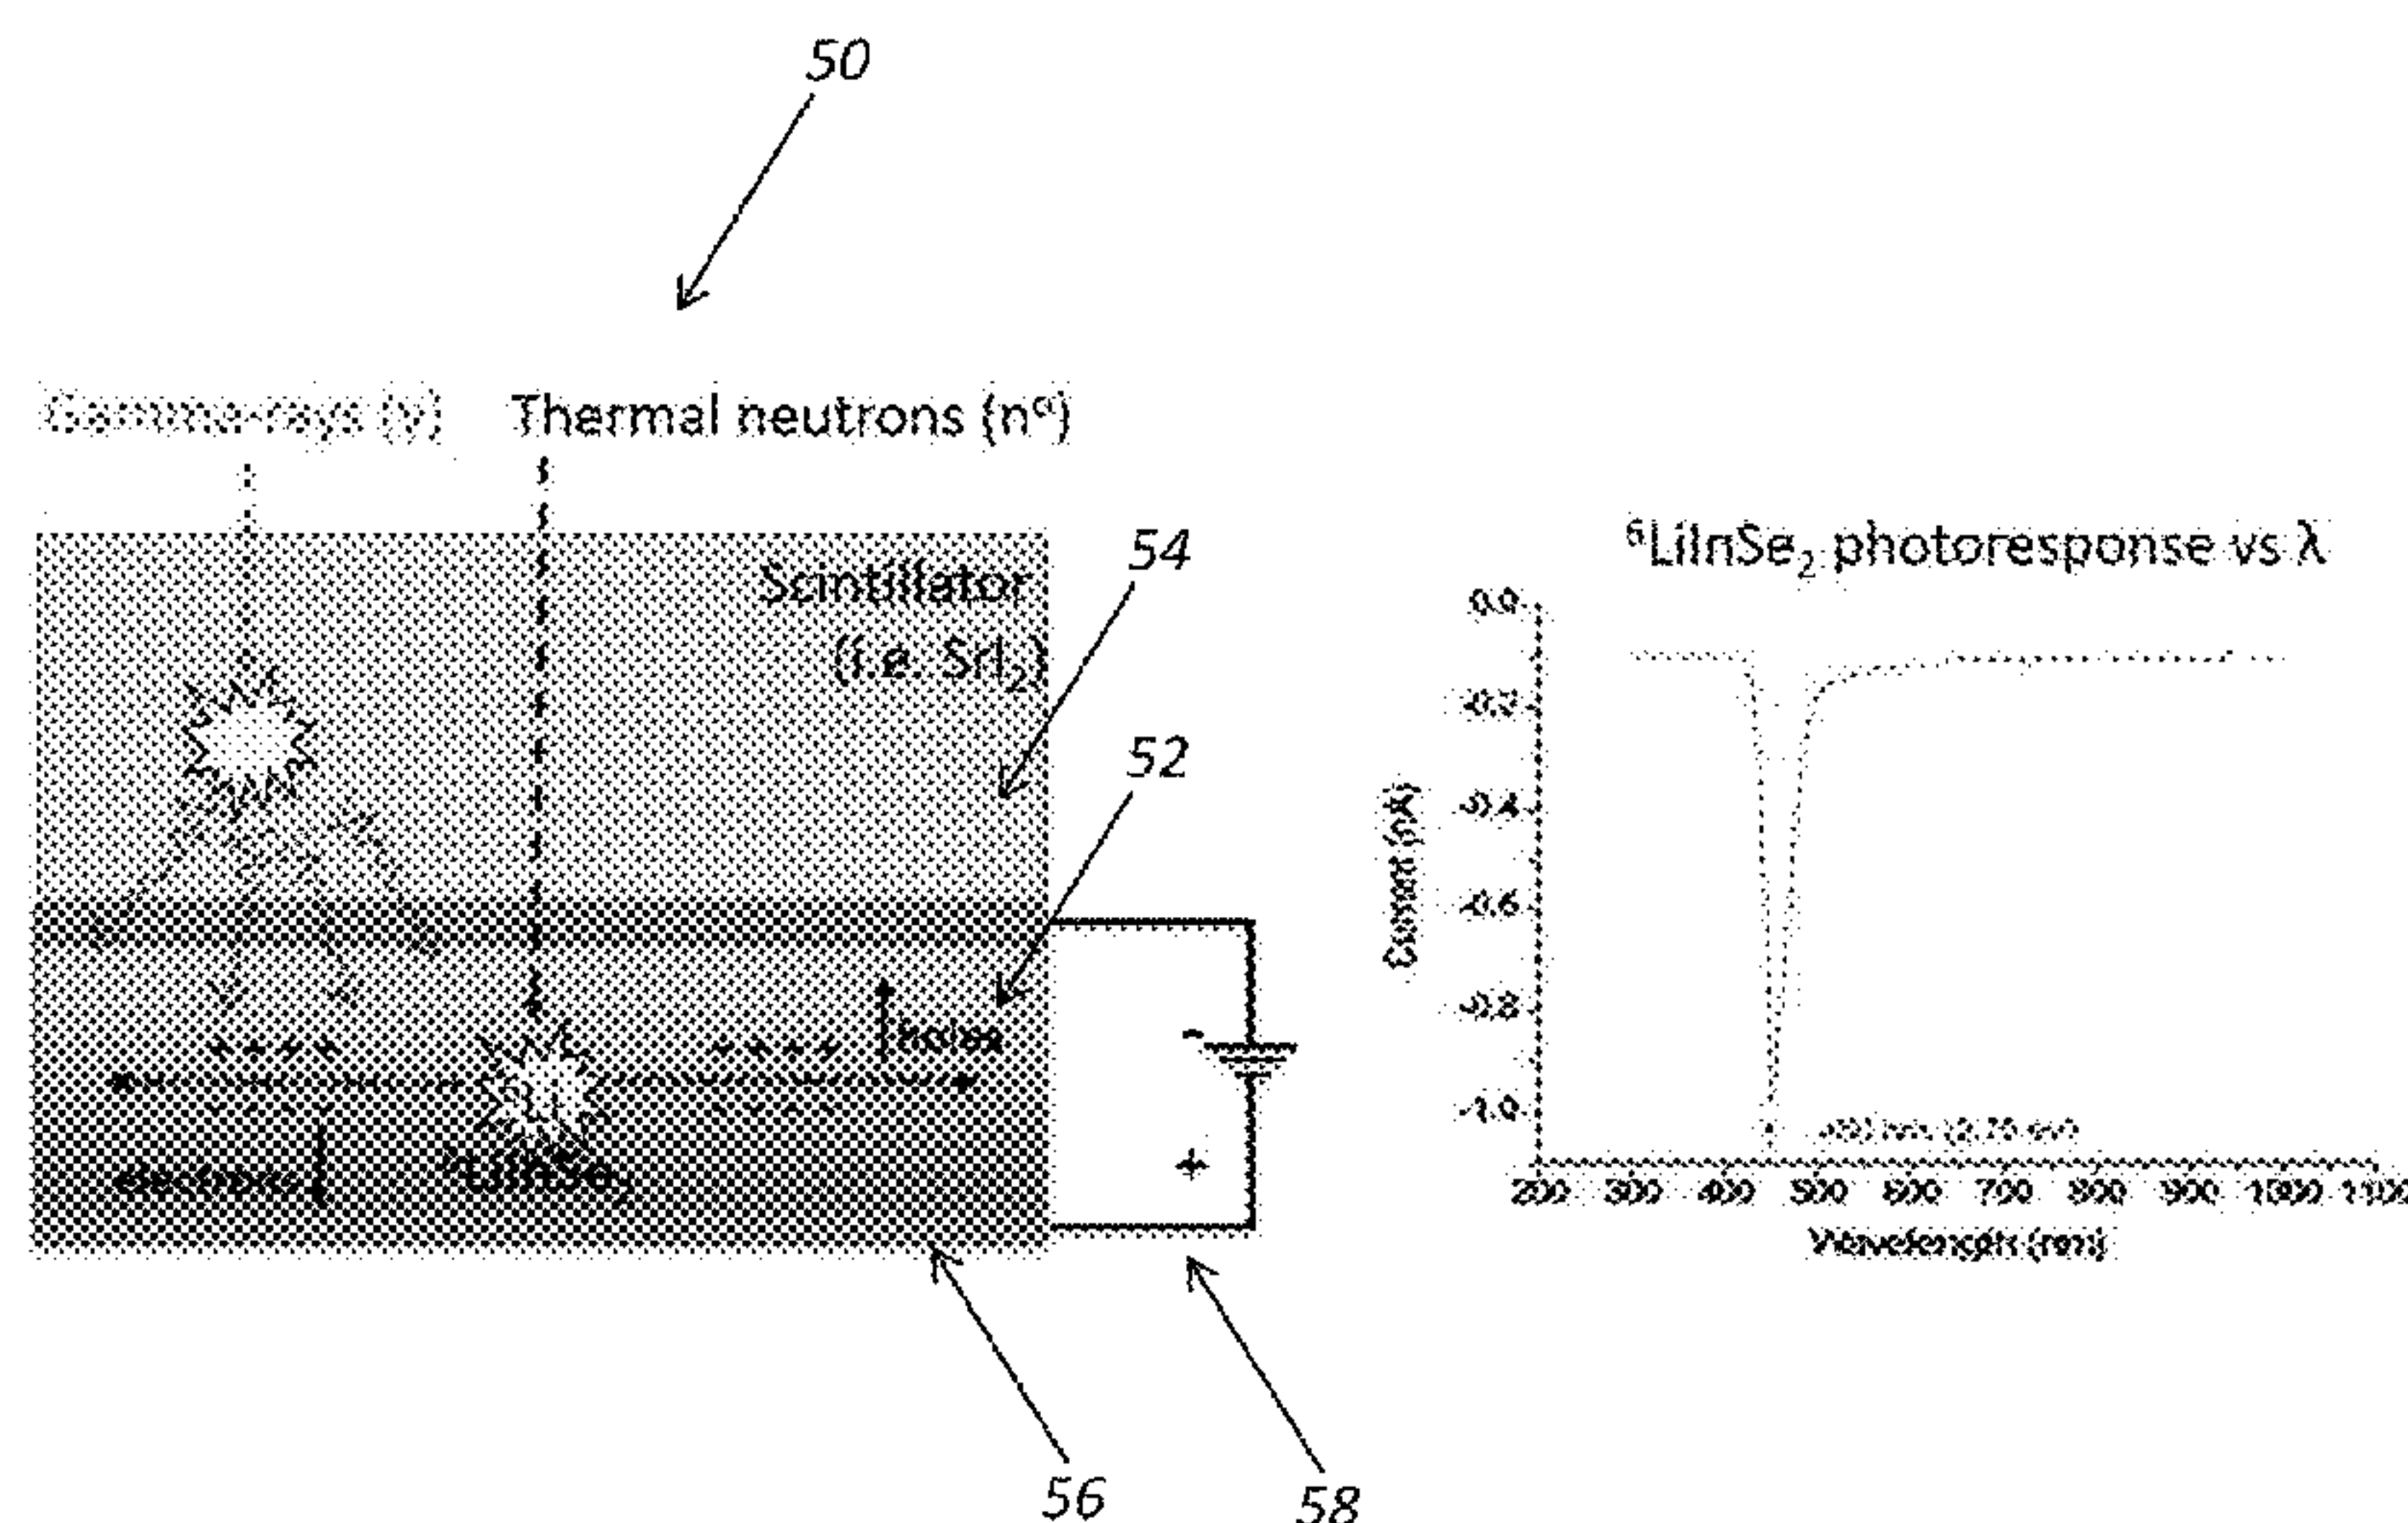 50
Gamma-rays (γ)
Thermal neutrons (nᵅ)
Scintillator
(i.e. SrI₂)
54
52
holes
-
electrons
⁶LiInSe₂
+
56
58
⁶LiInSe₂ photoresponse vs λ
Current (nA)
0.0
-0.2
-0.4
-0.6
-0.8
-1.0
200 300 400 500 600 700 800 900 1000
Wavelength (nm)